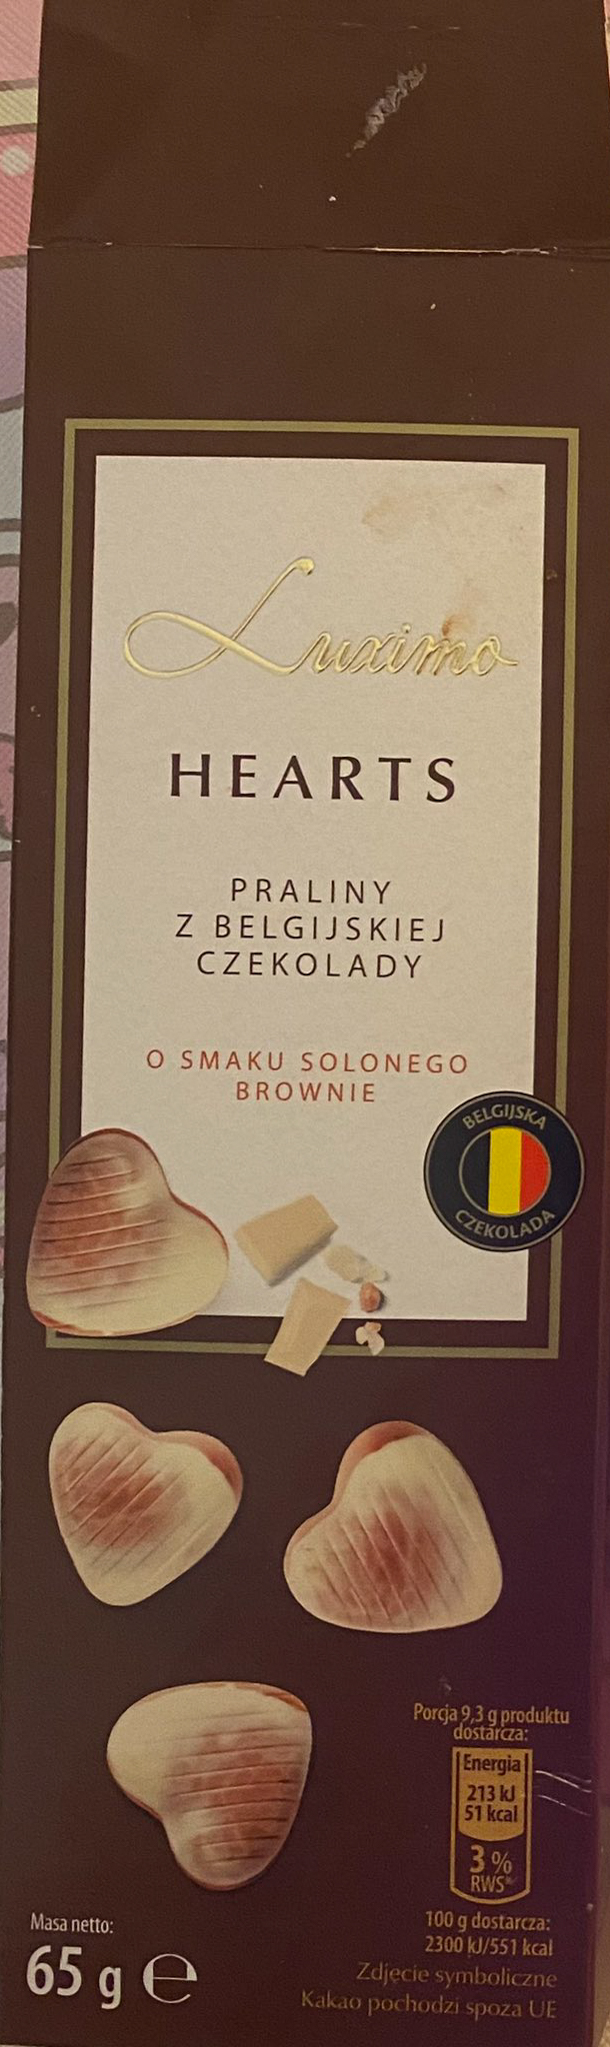 Luximo
HEARTS
PRALINY
Z BELGIJSKIEJ
CZEKOLADY
O SMAKU SOLONEGO
BROWNIE
BELGIJSKA
CZEKOLADA
Porcja 9,3 g produktu
dostarcza:
Energia
213 kJ
51 kcal
3 %
RWS*
100 g dostarcza:
2300 kJ/551 kcal
Zdjęcie symboliczne
Kakao pochodzi spoza UE
Masa netto:
65 g ℮